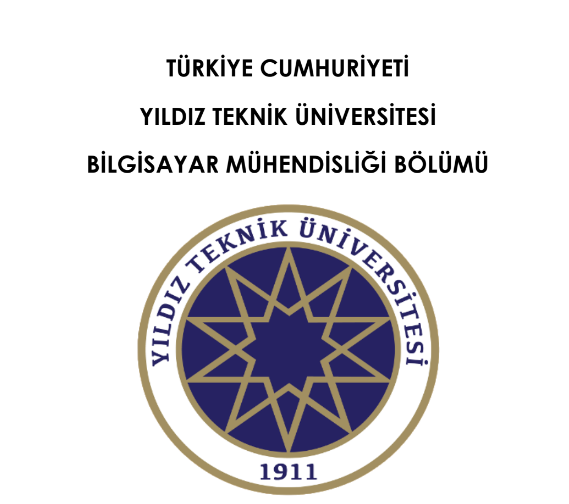 TÜRKİYE CUMHURİYETİ
YILDIZ TEKNİK ÜNİVERSİTESİ
BİLGİSAYAR MÜHENDİSLİĞİ BÖLÜMÜ
YILDIZ TEKNİK ÜNİVERSİTESİ
1911